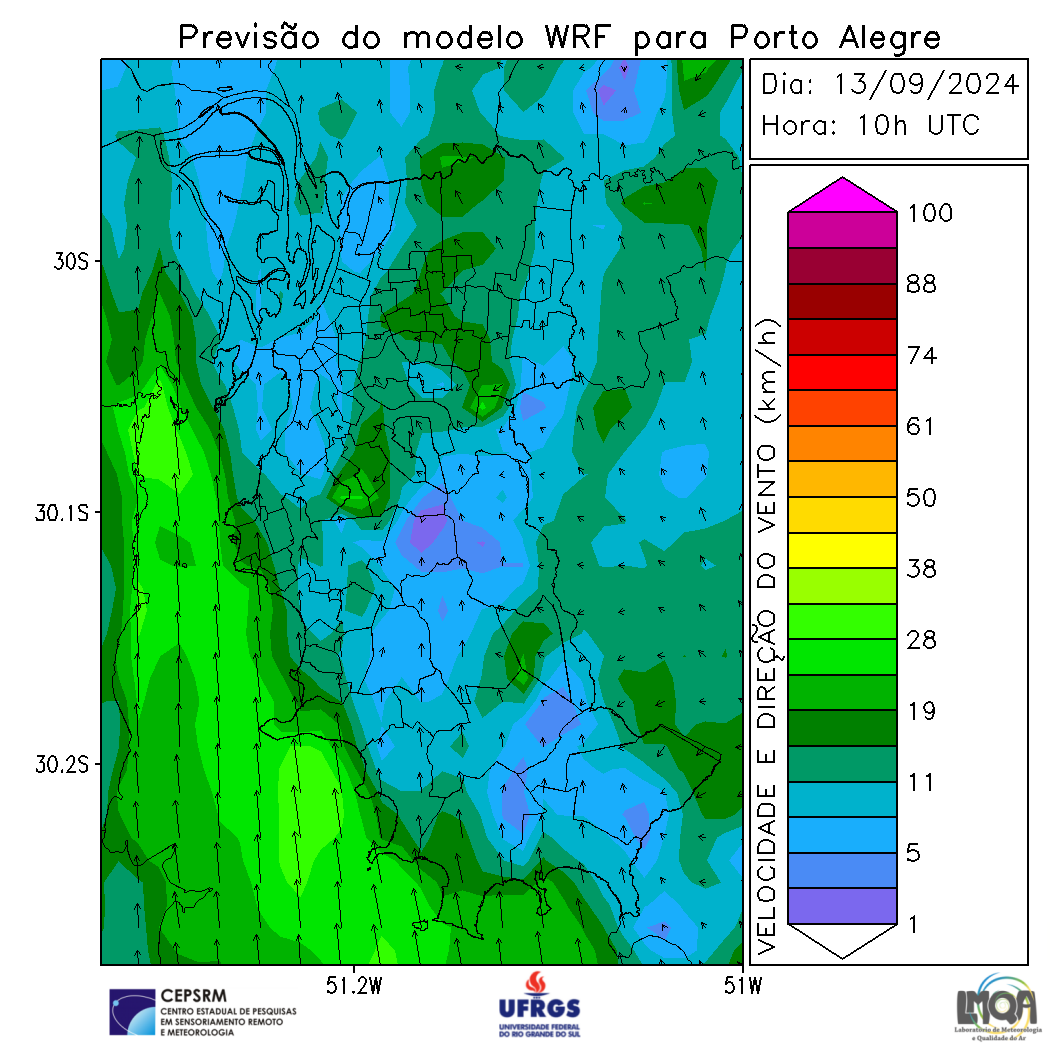 Previsão do modelo WRF para Porto Alegre
Dia: 13/09/2024
Hora: 10h UTC
30S
30.1S
30.2S
51.2W
51W
VELOCIDADE E DIREÇÃO DO VENTO (km/h)
100
88
74
61
50
38
28
19
11
5
1
CEPSRM
CENTRO ESTADUAL DE PESQUISAS
EM SENSORIAMENTO REMOTO
E METEOROLOGIA
UFRGS
UNIVERSIDADE FEDERAL
DO RIO GRANDE DO SUL
LMQA
Laboratório de Meteorologia
e Qualidade do Ar